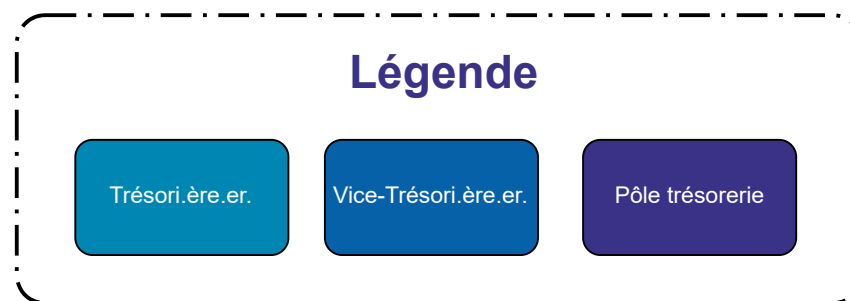 Légende
Trésori.ère.er.
Vice-Trésori.ère.er.
Pôle trésorerie